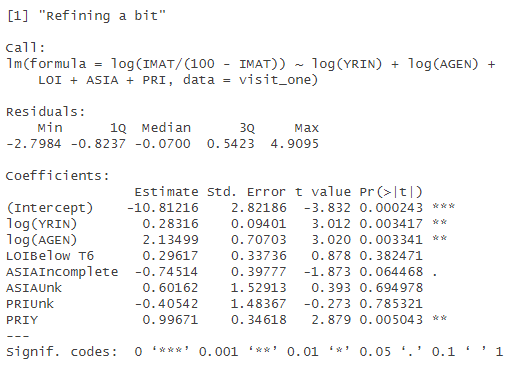 [1] "Refining a bit"
Call:
lm(formula = log(IMAT/(100 - IMAT)) ~ log(YRIN) + log(AGEN) +
    LOI + ASIA + PRI, data = visit_one)
Residuals:
    Min      1Q  Median      3Q     Max
-2.7984 -0.8237 -0.0700  0.5423  4.9095
Coefficients:
               Estimate Std. Error t value Pr(>|t|)
(Intercept)    -10.81216    2.82186  -3.832 0.000243 ***
log(YRIN)        0.28316    0.09401   3.012 0.003417 **
log(AGEN)        2.13499    0.70703   3.020 0.003341 **
LOIBelow T6      0.29617    0.33736   0.878 0.382471
ASIAIncomplete  -0.74514    0.39777  -1.873 0.064468 .
ASIAUnk          0.60162    1.52913   0.393 0.694978
PRIUnk          -0.40542    1.48367  -0.273 0.785321
PRIY             0.99671    0.34618   2.879 0.005043 **
---
Signif. codes:  0 ‘***’ 0.001 ‘**’ 0.01 ‘*’ 0.05 ‘.’ 0.1 ‘ ’ 1